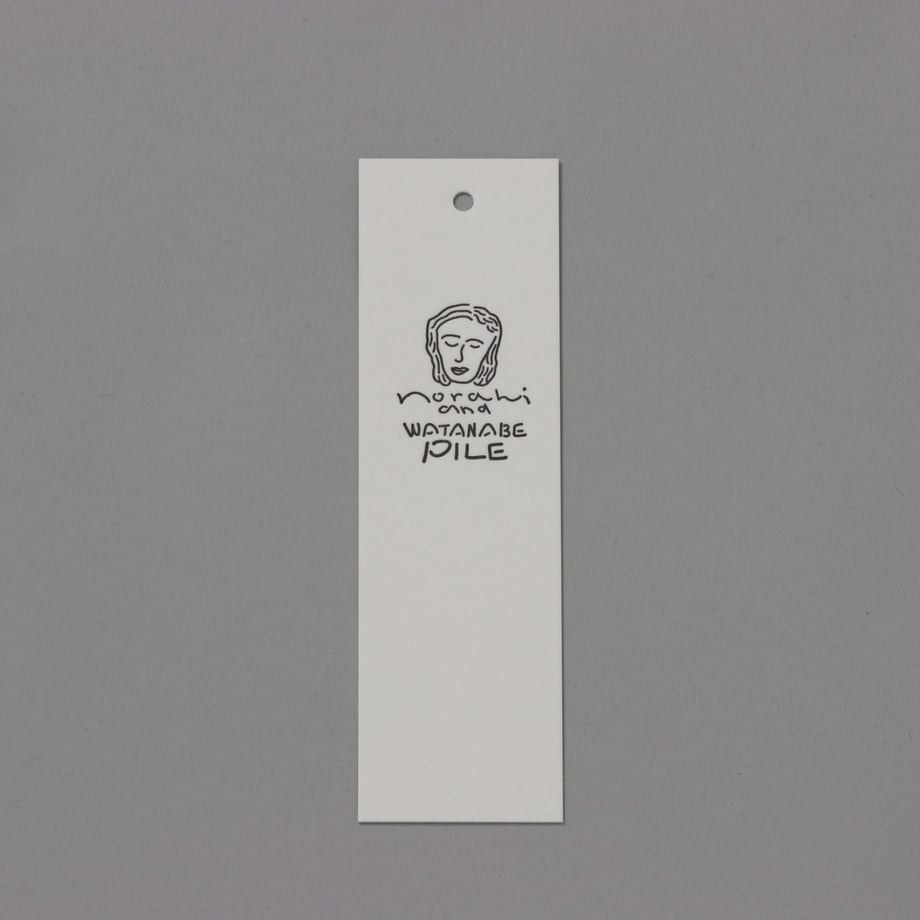 norahi
and
WATANABE
PILE